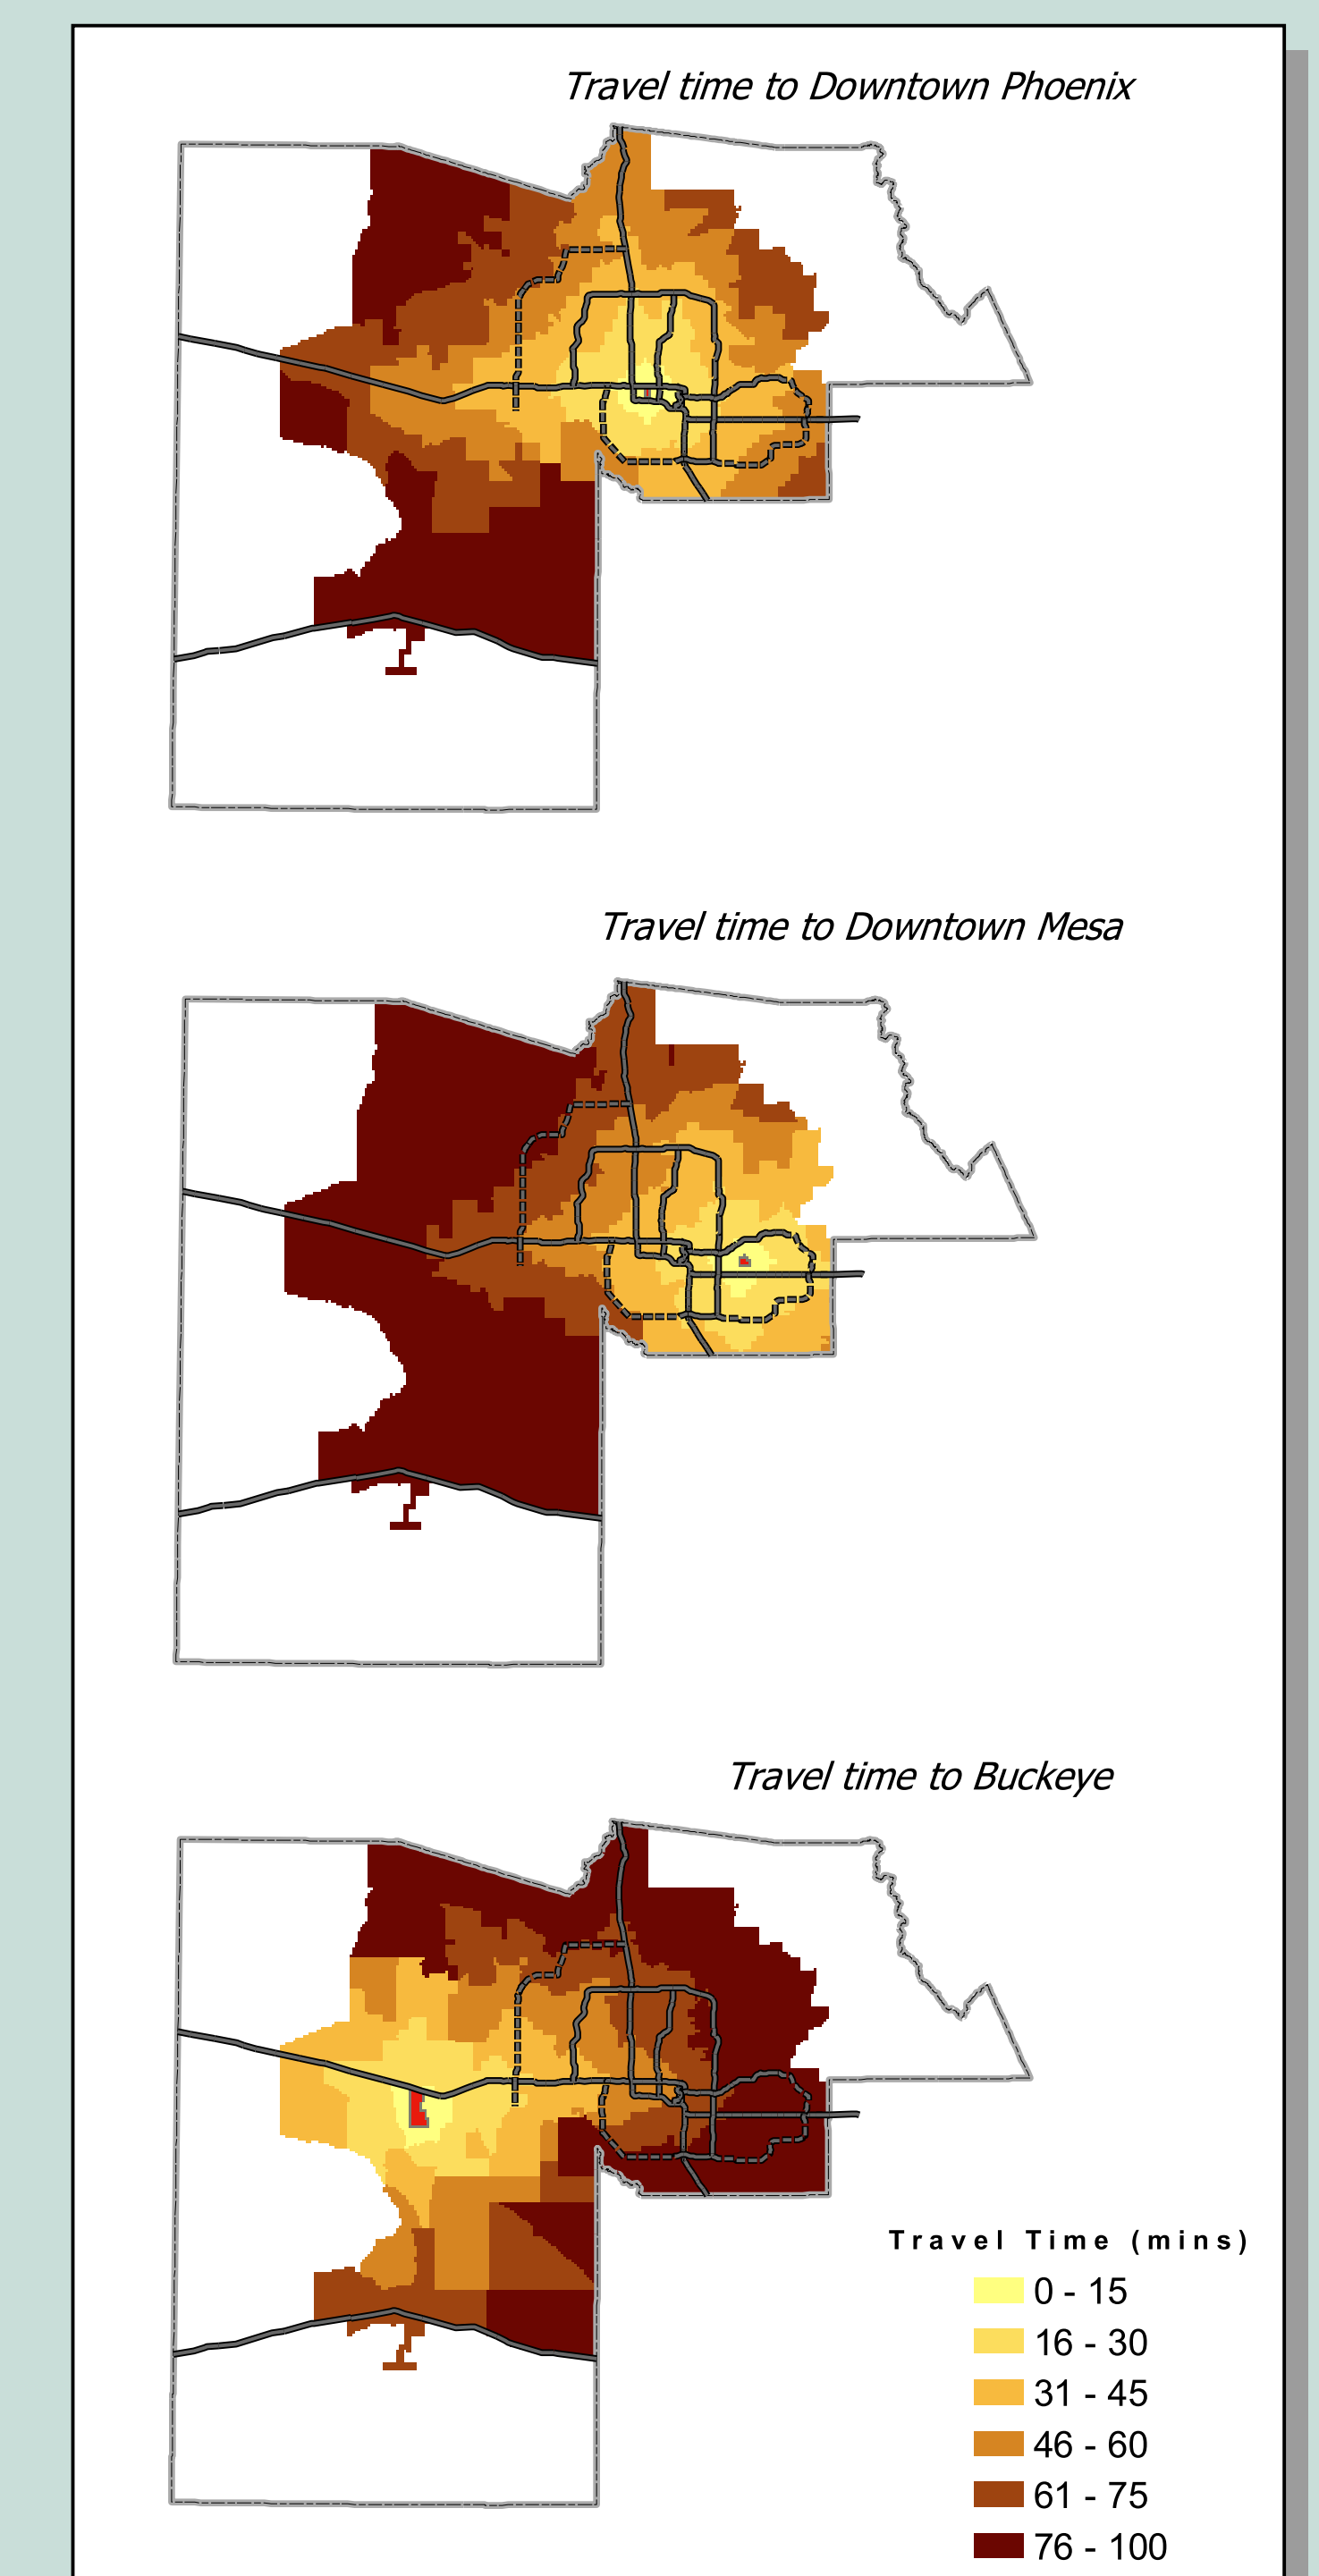 Travel time to Downtown Phoenix
Travel time to Downtown Mesa
Travel time to Buckeye
Travel Time (mins)
0 - 15
16 - 30
31 - 45
46 - 60
61 - 75
76 - 100